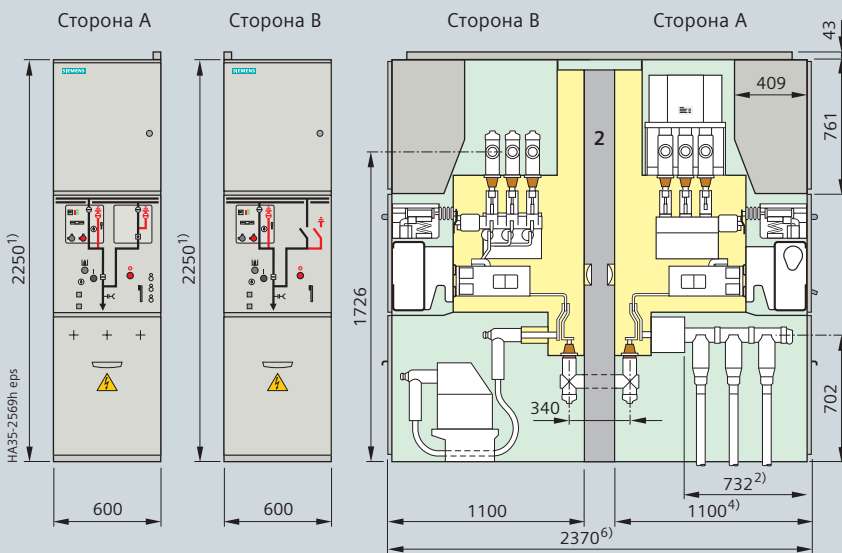 Сторона A
Сторона B
Сторона B
Сторона A
SIEMENS
SIEMENS
2
409
43
761
2250¹⁾
2250¹⁾
1726
340
702
732²⁾
HA35-2569h eps
600
600
1100
1100⁴⁾
2370⁶⁾